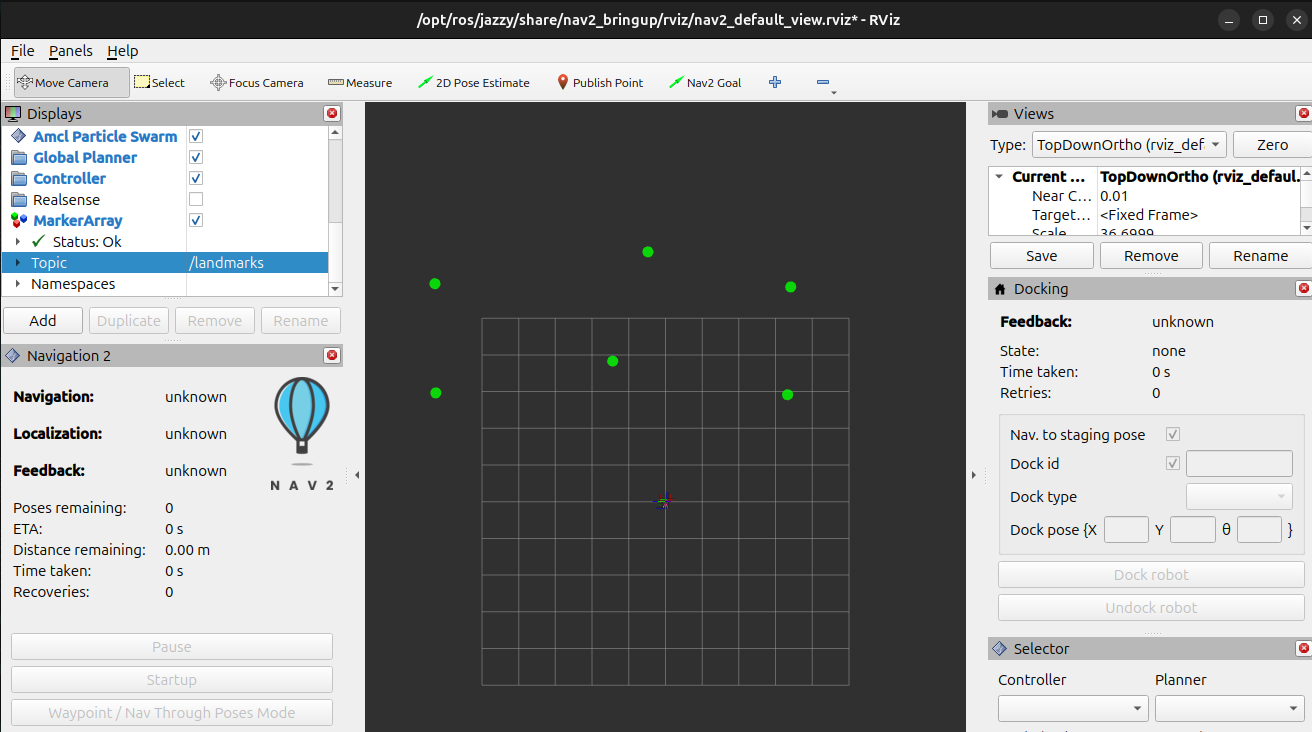 /opt/ros/jazzy/share/nav2_bringup/rviz/nav2_default_view.rviz* - RViz
File Panels Help
Move Camera Select Focus Camera Measure 2D Pose Estimate Publish Point Nav2 Goal
Displays
Amcl Particle Swarm
Global Planner
Controller
Realsense
MarkerArray
Status: Ok
Topic /landmarks
Namespaces
Add Duplicate Remove Rename
Navigation 2
Navigation: unknown
Localization: unknown
Feedback: unknown
NAV2
Poses remaining: 0
ETA: 0 s
Distance remaining: 0.00 m
Time taken: 0 s
Recoveries: 0
Pause
Startup
Waypoint / Nav Through Poses Mode
Views
Type: TopDownOrtho (rviz_def Zero
Current ... TopDownOrtho (rviz_defaul...
Near C... 0.01
Target... <Fixed Frame>
Scale 36.6999
Save Remove Rename
Docking
Feedback: unknown
State: none
Time taken: 0 s
Retries: 0
Nav. to staging pose
Dock id
Dock type
Dock pose {X Y θ }
Dock robot
Undock robot
Selector
Controller Planner